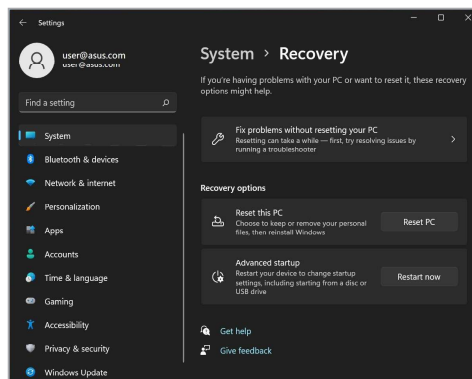 Settings
user@asus.com
user@asus.com
Find a setting
System
Bluetooth & devices
Network & internet
Personalization
Apps
Accounts
Time & language
Gaming
Accessibility
Privacy & security
Windows Update
System > Recovery
If you're having problems with your PC or want to reset it, these recovery
options might help.
Fix problems without resetting your PC
Resetting can take a while — first, try resolving issues by
running a troubleshooter
Recovery options
Reset this PC
Choose to keep or remove your personal
files, then reinstall Windows
Reset PC
Advanced startup
Restart your device to change startup
settings, including starting from a disc or
USB drive
Restart now
Get help
Give feedback